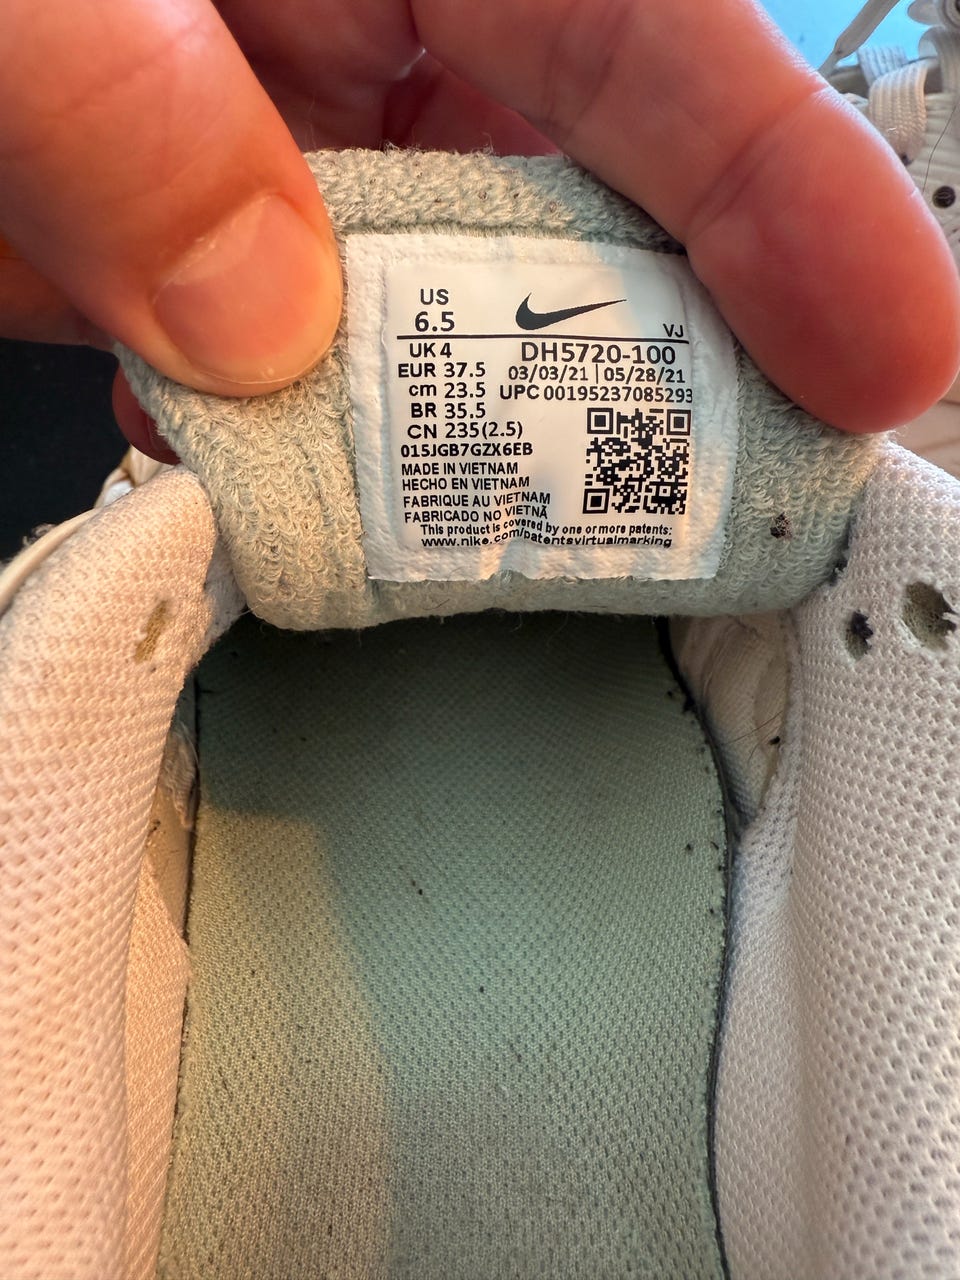 US
6.5
VJ
UK 4
EUR 37.5
cm 23.5
BR 35.5
CN 235(2.5)
015JGB7GZX6EB
DH5720-100
03/03/21 | 05/28/21
UPC 00195237085293
MADE IN VIETNAM
HECHO EN VIETNAM
FABRIQUE AU VIETNAM
FABRICADO NO VIETNÃ
This product is covered by one or more patents:
www.nike.com/patentsvirtualmarking